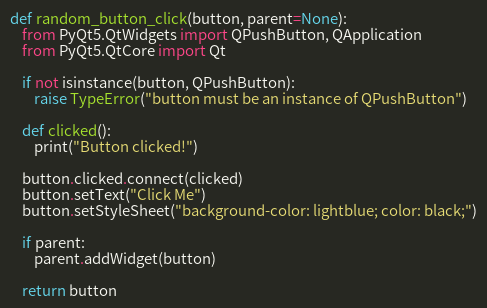 def random_button_click(button, parent=None):
    from PyQt5.QtWidgets import QPushButton, QApplication
    from PyQt5.QtCore import Qt

    if not isinstance(button, QPushButton):
        raise TypeError("button must be an instance of QPushButton")

    def clicked():
        print("Button clicked!")

    button.clicked.connect(clicked)
    button.setText("Click Me")
    button.setStyleSheet("background-color: lightblue; color: black;")

    if parent:
        parent.addWidget(button)

    return button